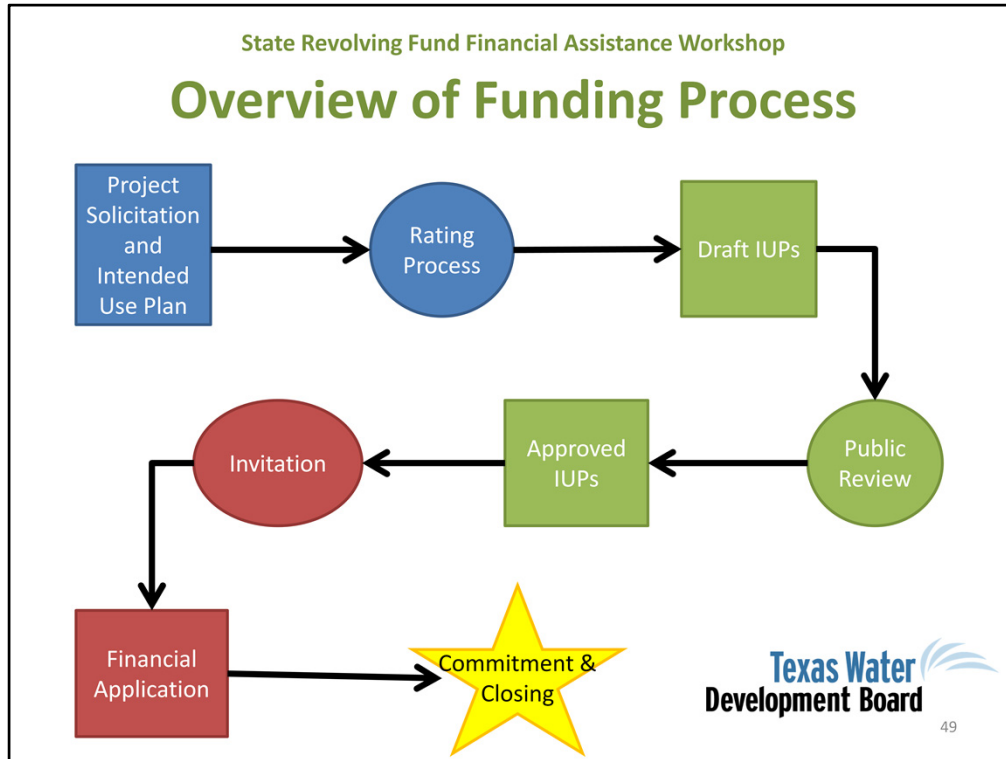 State Revolving Fund Financial Assistance Workshop
Overview of Funding Process
Project
Solicitation
and
Intended
Use Plan
Rating
Process
Draft IUPs
Public
Review
Approved
IUPs
Invitation
Financial
Application
Commitment &
Closing
Texas Water
Development Board
49